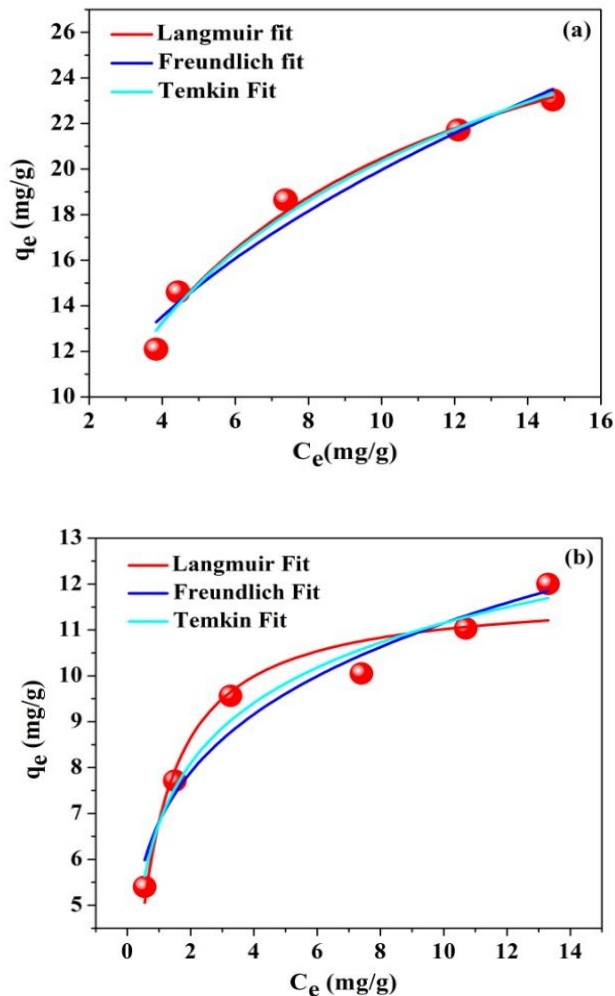 (a)
Langmuir fit
Freundlich fit
Temkin Fit
26
24
22
20
18
16
14
12
10
qe (mg/g)
2 4 6 8 10 12 14 16
Ce(mg/g)
(b)
Langmuir Fit
Freundlich Fit
Temkin Fit
13
12
11
10
9
8
7
6
5
qe (mg/g)
0 2 4 6 8 10 12 14
Ce (mg/g)